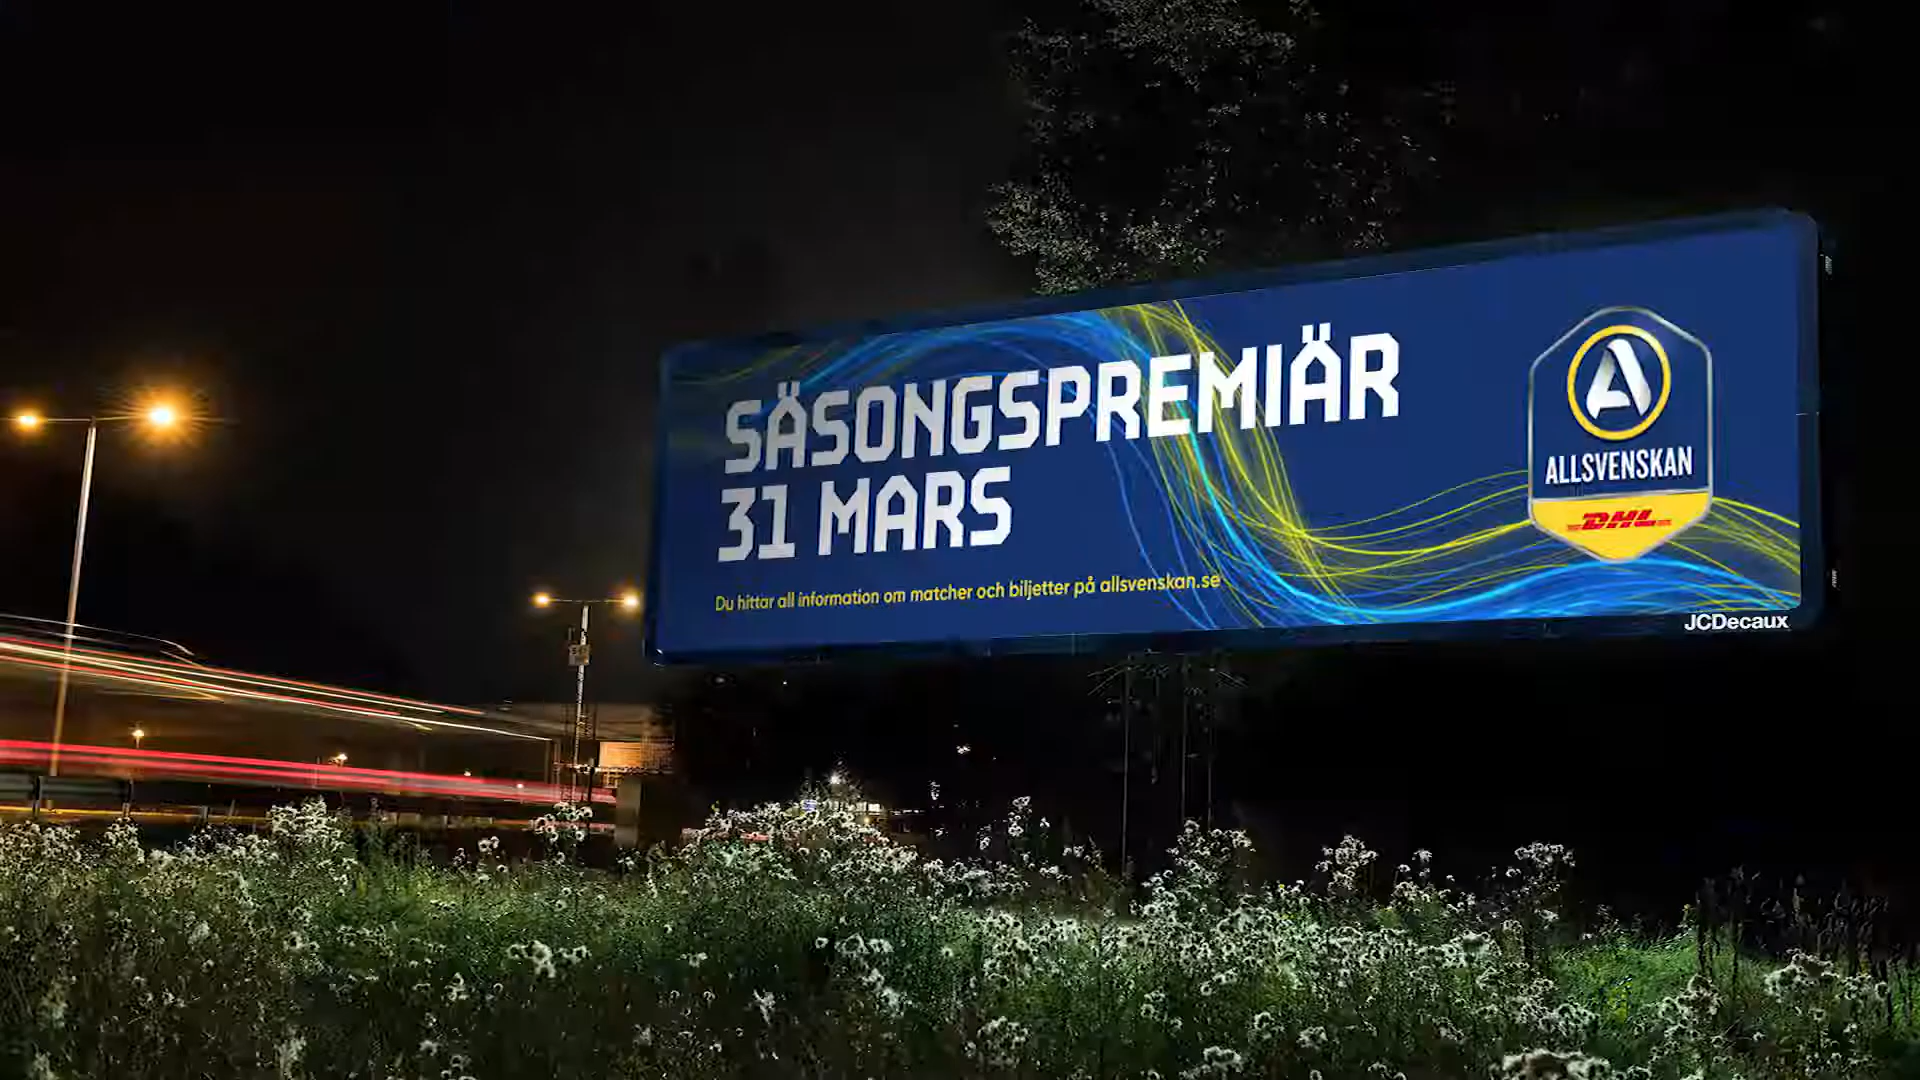 SÄSONGSPREMIÄR
31 MARS
Du hittar all information om matcher och biljetter på allsvenskan.se
A
ALLSVENSKAN
DHL
JCDecaux